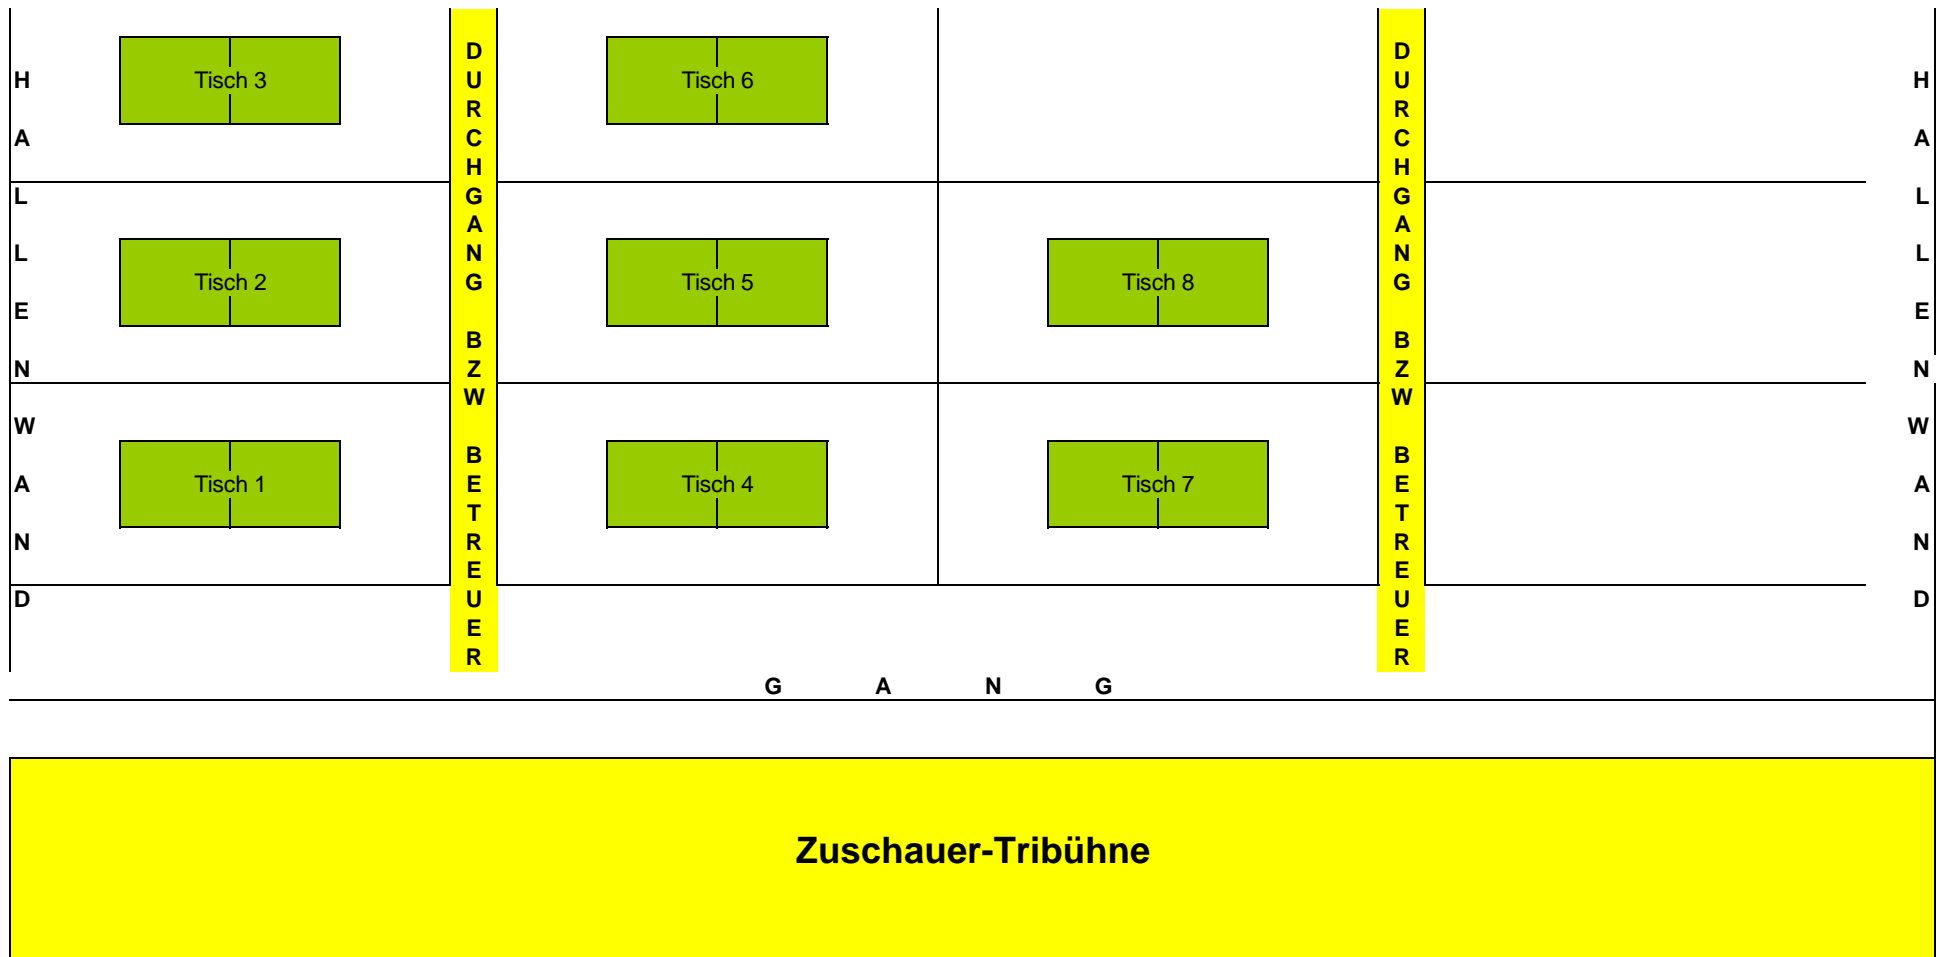 HALLENWAND
Tisch 3
DURCHGANG BZW BETREUER
Tisch 6
DURCHGANG BZW BETREUER
HALLENWAND
Tisch 2
Tisch 5
Tisch 8
Tisch 1
Tisch 4
Tisch 7
G A N G
Zuschauer-Tribühne